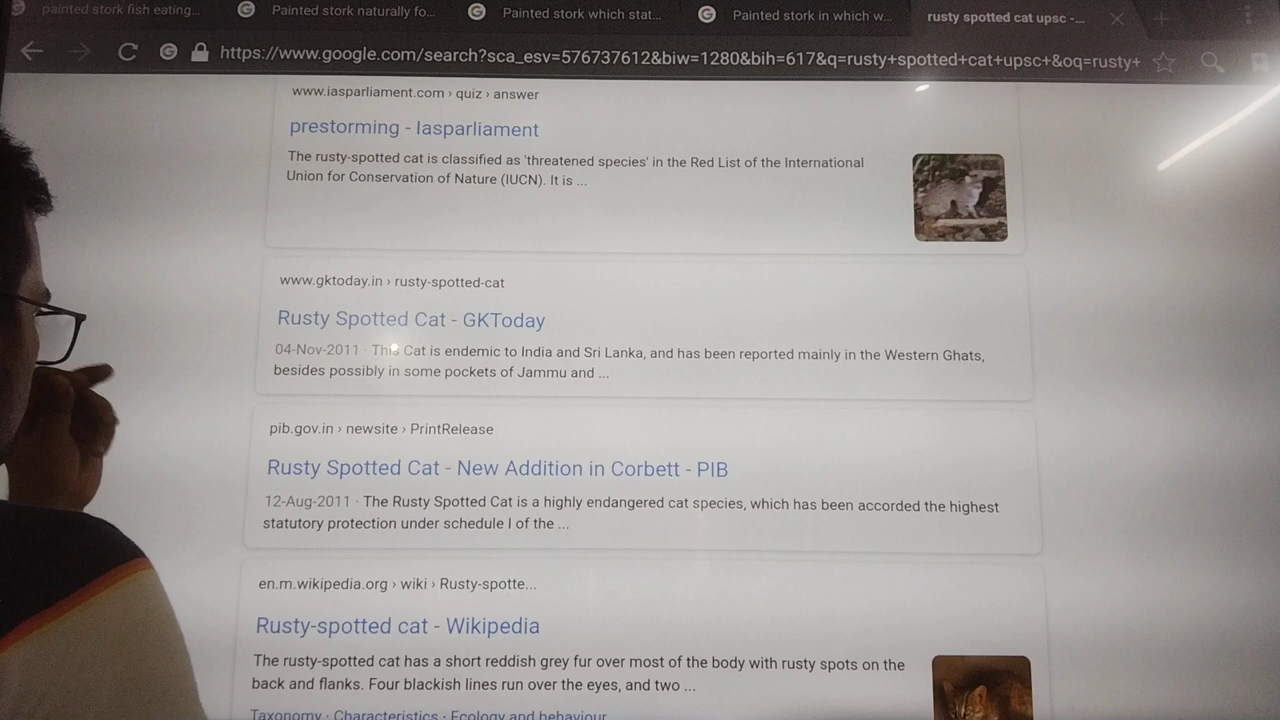 painted stork fish eating...
Painted stork naturally fo...
Painted stork which stat...
Painted stork in which w...
rusty spotted cat upsc -...
https://www.google.com/search?sca_esv=576737612&biw=1280&bih=617&q=rusty+spotted+cat+upsc+&oq=rusty+
www.iasparliament.com › quiz › answer
prestorming - Iasparliament
The rusty-spotted cat is classified as 'threatened species' in the Red List of the International
Union for Conservation of Nature (IUCN). It is ...
www.gktoday.in › rusty-spotted-cat
Rusty Spotted Cat - GKToday
04-Nov-2011 · This Cat is endemic to India and Sri Lanka, and has been reported mainly in the Western Ghats,
besides possibly in some pockets of Jammu and ...
pib.gov.in › newsite › PrintRelease
Rusty Spotted Cat - New Addition in Corbett - PIB
12-Aug-2011 · The Rusty Spotted Cat is a highly endangered cat species, which has been accorded the highest
statutory protection under schedule I of the ...
en.m.wikipedia.org › wiki › Rusty-spotte...
Rusty-spotted cat - Wikipedia
The rusty-spotted cat has a short reddish grey fur over most of the body with rusty spots on the
back and flanks. Four blackish lines run over the eyes, and two ...
Taxonomy · Characteristics · Ecology and behaviour